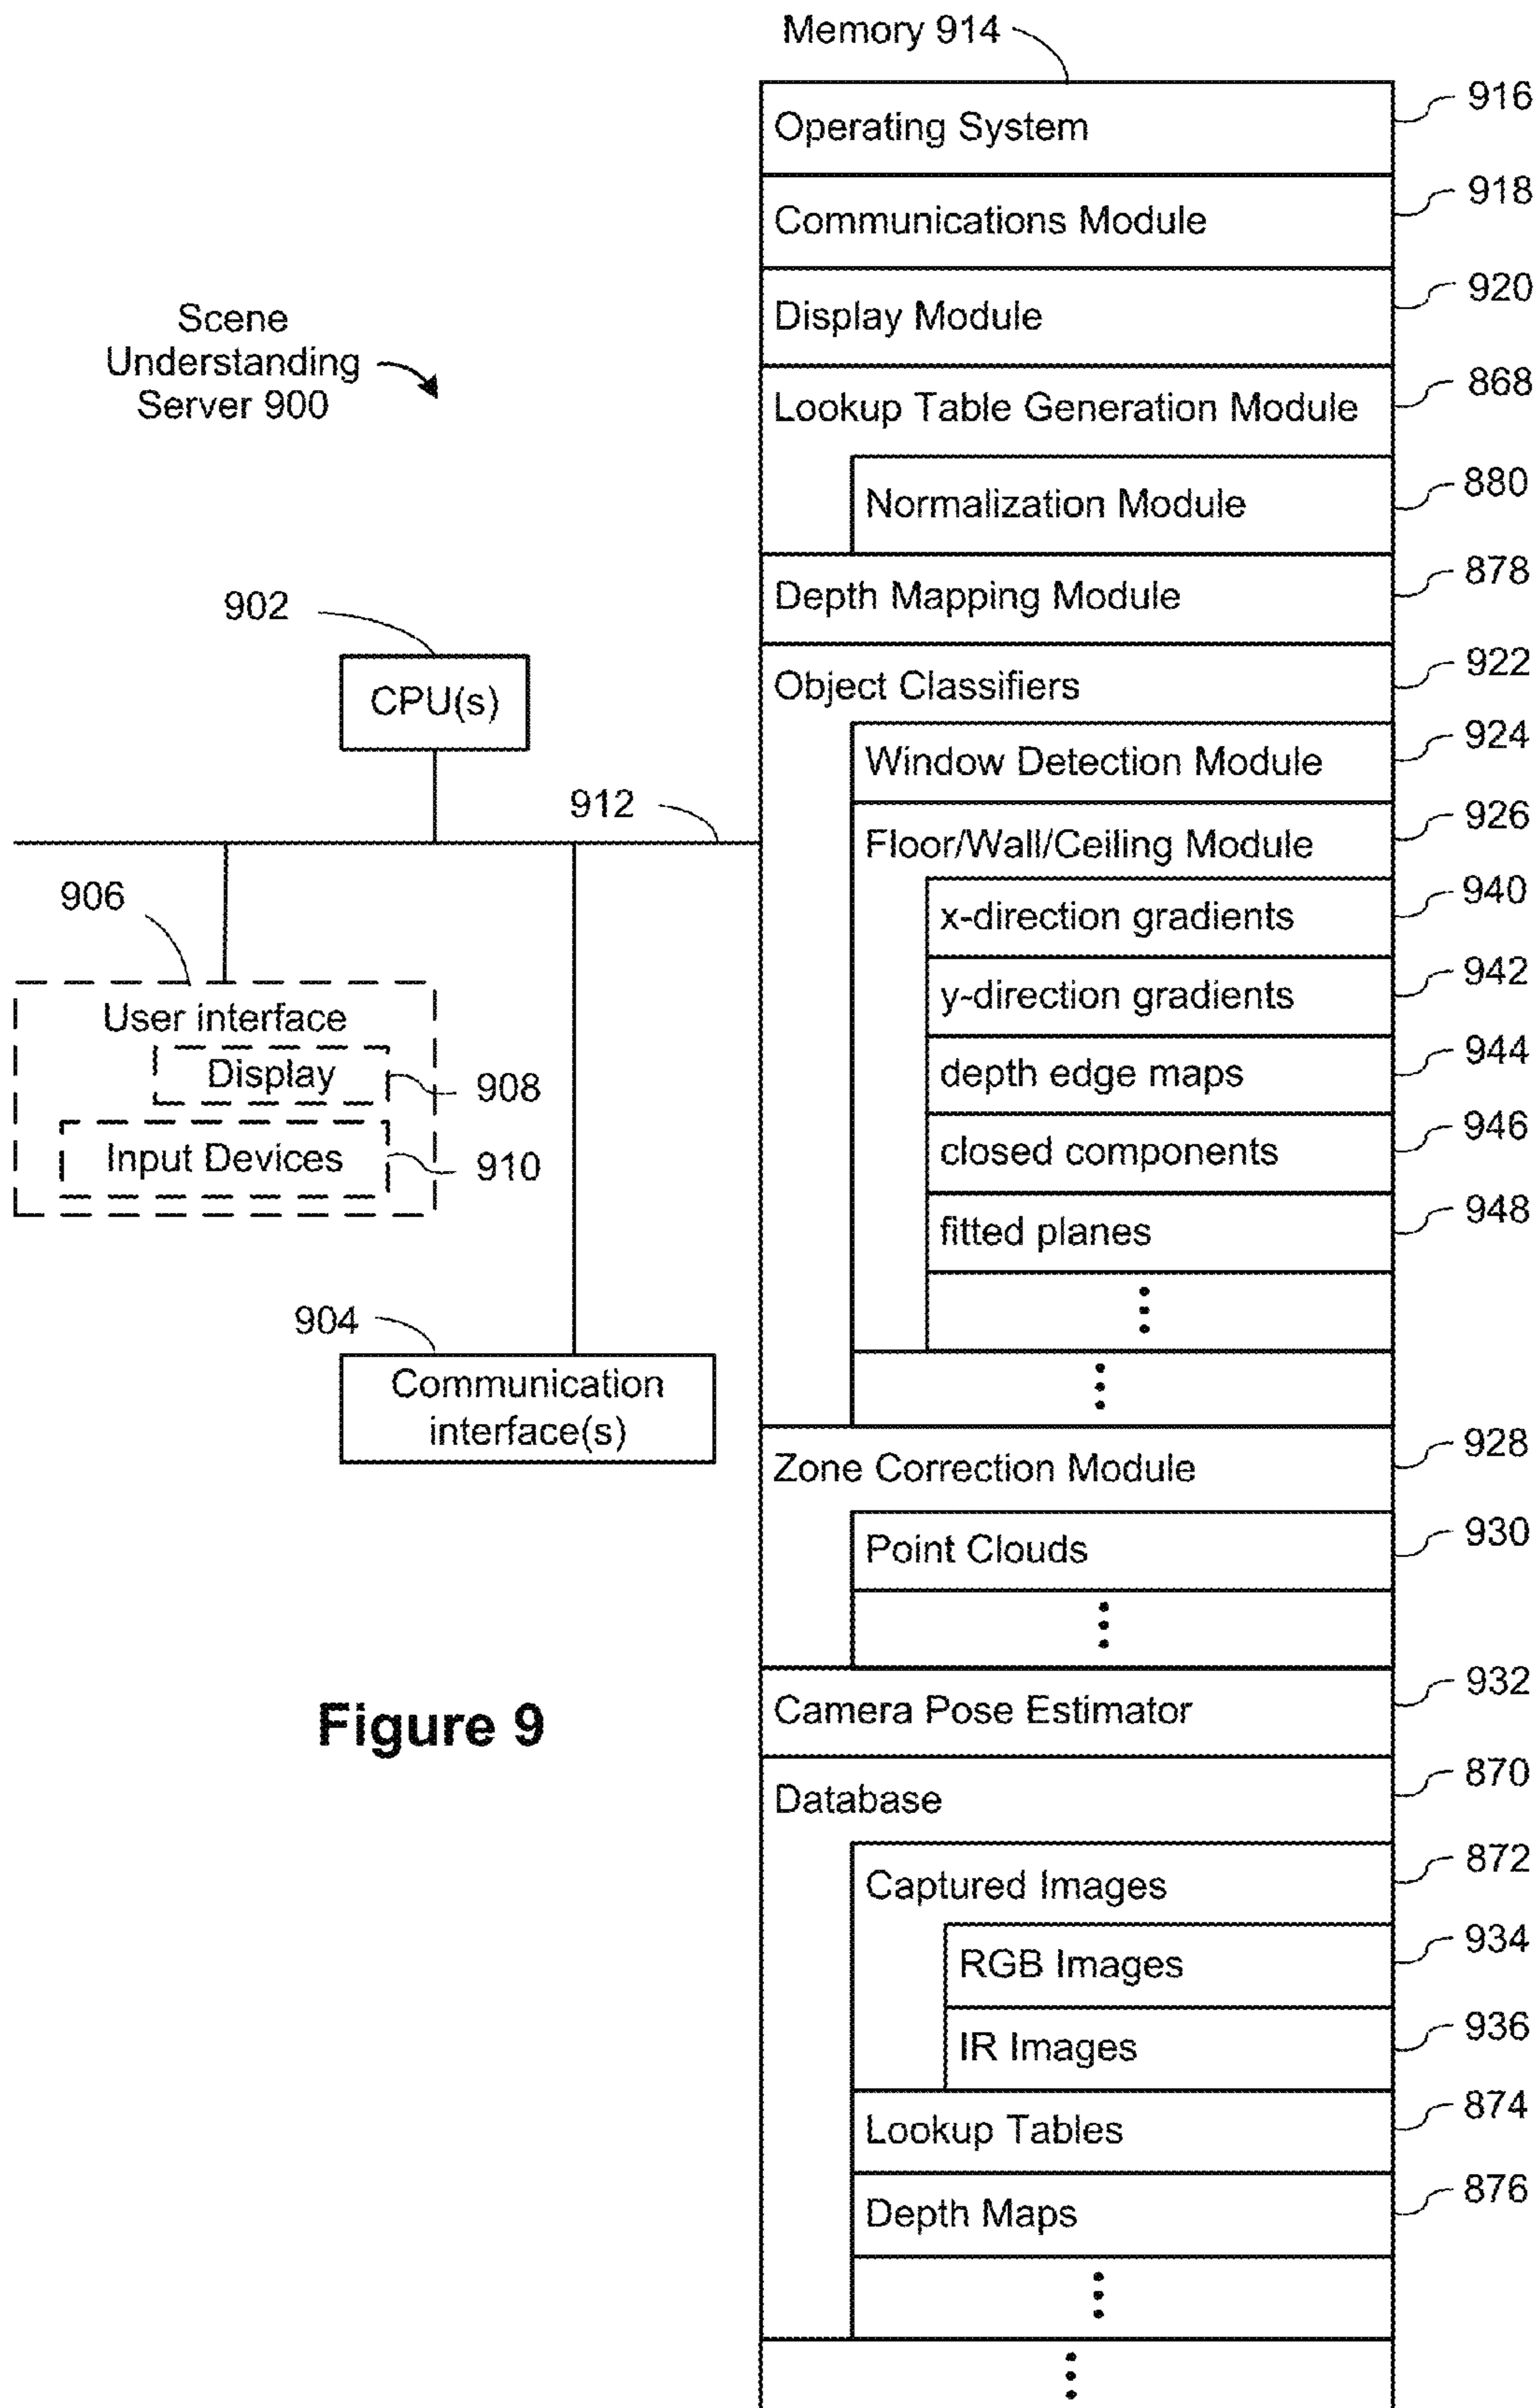 Memory 914
Operating System
916
Communications Module
918
Display Module
920
Scene
Understanding
Server 900
Lookup Table Generation Module
868
Normalization Module
880
Depth Mapping Module
878
Object Classifiers
922
Window Detection Module
924
Floor/Wall/Ceiling Module
926
x-direction gradients
940
y-direction gradients
942
depth edge maps
944
closed components
946
fitted planes
948
902
CPU(s)
912
906
User interface
Display
908
Input Devices
910
904
Communication
interface(s)
Zone Correction Module
928
Point Clouds
930
Camera Pose Estimator
932
Figure 9
Database
870
Captured Images
872
RGB Images
934
IR Images
936
Lookup Tables
874
Depth Maps
876